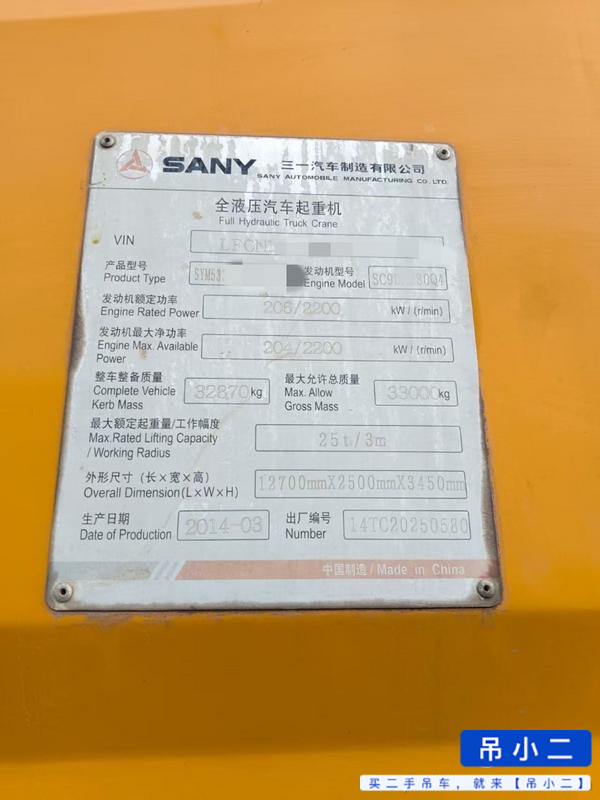 SANY 三一汽车制造有限公司
SANY AUTOMOBILE MANUFACTURING CO.,LTD.
全液压汽车起重机
Full Hydraulic Truck Crane
VIN
产品型号
Product Type
发动机型号
Engine Model
发动机额定功率
Engine Rated Power
206/2200 kW / (r/min)
发动机最大净功率
Engine Max. Available
Power
204/2200 kW / (r/min)
整车整备质量
Complete Vehicle
Kerb Mass
32870kg
最大允许总质量
Max. Allow
Gross Mass
33000kg
最大额定起重量/工作幅度
Max.Rated Lifting Capacity
/ Working Radius
25t/3m
外形尺寸（长×宽×高）
Overall Dimension(L×W×H)
12700mmX2500mmX3450mm
生产日期
Date of Production
2014-03
出厂编号
Number
14TC20250580
中国制造 / Made in China
吊小二
买二手吊车，就来【吊小二】